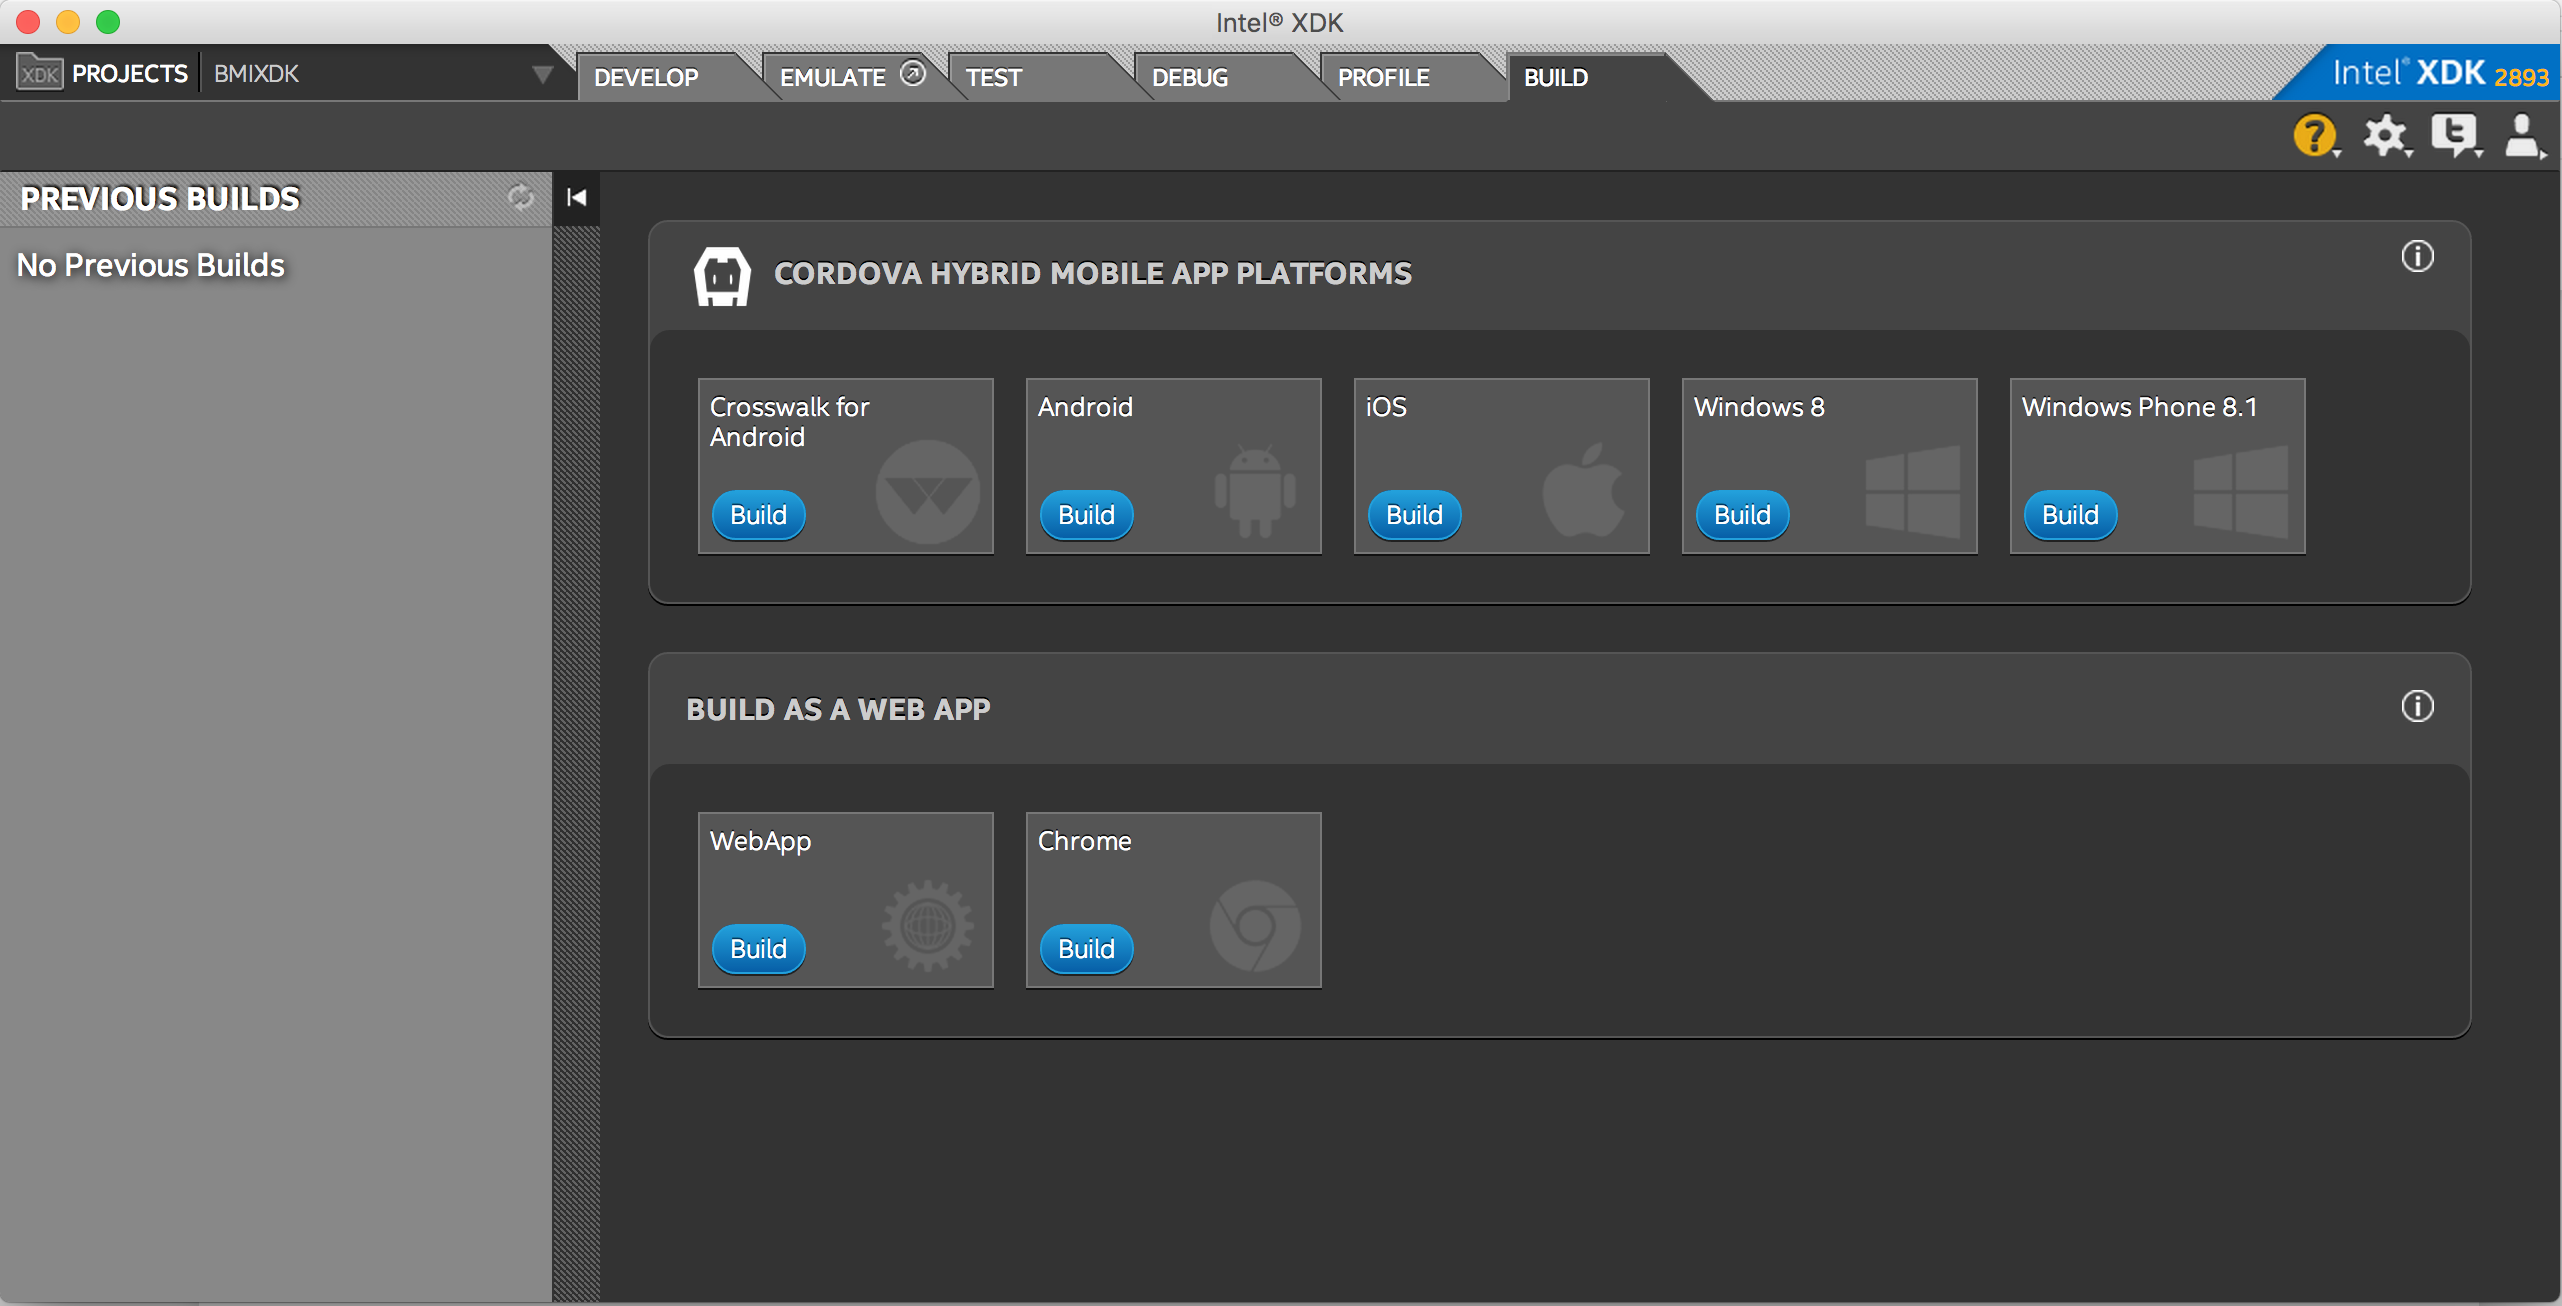 Intel® XDK
XDK PROJECTS BMIXDK
DEVELOP
EMULATE
TEST
DEBUG
PROFILE
BUILD
Intel® XDK 2893
PREVIOUS BUILDS
No Previous Builds
CORDOVA HYBRID MOBILE APP PLATFORMS
Crosswalk for
Android
Build
Android
Build
iOS
Build
Windows 8
Build
Windows Phone 8.1
Build
BUILD AS A WEB APP
WebApp
Build
Chrome
Build